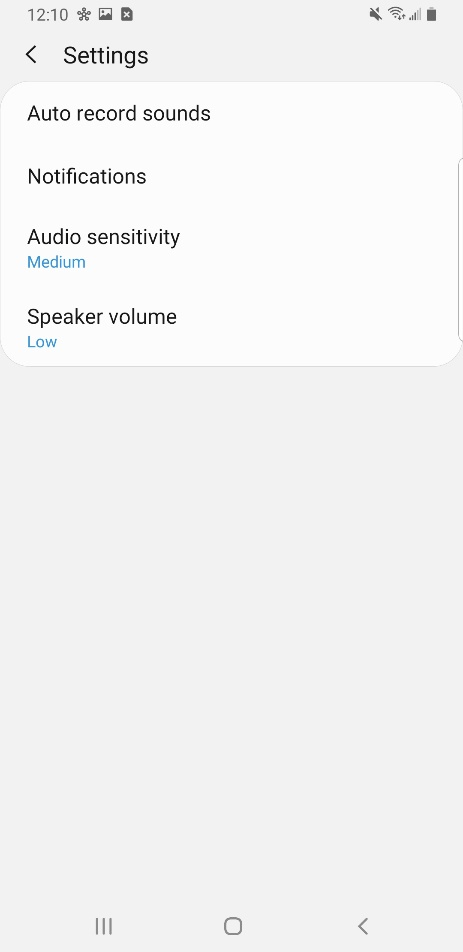 12:10
Settings
Auto record sounds
Notifications
Audio sensitivity
Medium
Speaker volume
Low